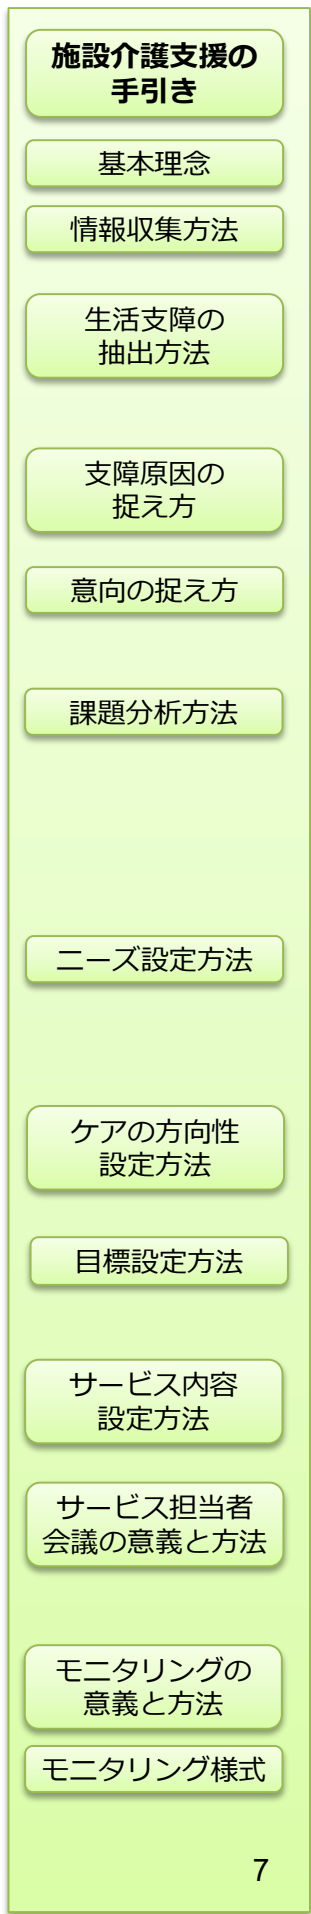 施設介護支援の
手引き
基本理念
情報収集方法
生活支障の
抽出方法
支障原因の
捉え方
意向の捉え方
課題分析方法
ニーズ設定方法
ケアの方向性
設定方法
目標設定方法
サービス内容
設定方法
サービス担当者
会議の意義と方法
モニタリングの
意義と方法
モニタリング様式
7